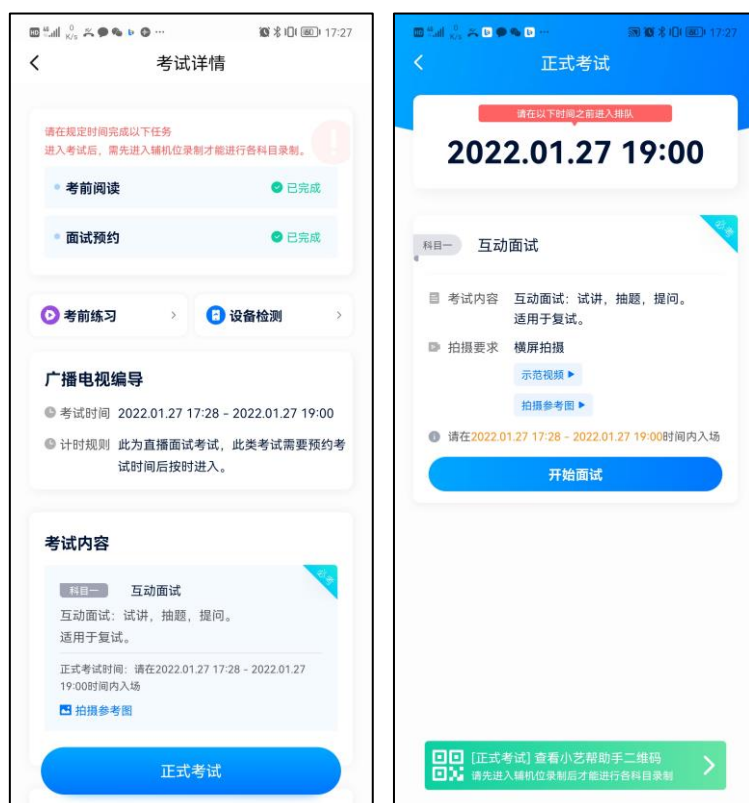 HD 4G 0 K/s 17:27
考试详情
请在规定时间完成以下任务
进入考试后，需先进入辅机位录制才能进行各科目录制。
考前阅读 已完成
面试预约 已完成
考前练习 设备检测
广播电视编导
考试时间 2022.01.27 17:28 - 2022.01.27 19:00
计时规则 此为直播面试考试，此类考试需要预约考
试时间后按时进入。
考试内容
必考
科目一 互动面试
互动面试：试讲，抽题，提问。
适用于复试。
正式考试时间：请在2022.01.27 17:28 - 2022.01.27
19:00时间内入场
拍摄参考图
正式考试
HD 0 K/s 17:27
正式考试
请在以下时间之前进入排队
2022.01.27 19:00
必考
科目一 互动面试
考试内容 互动面试：试讲，抽题，提问。
适用于复试。
拍摄要求 横屏拍摄
示范视频
拍摄参考图
请在2022.01.27 17:28 - 2022.01.27 19:00时间内入场
开始面试
[正式考试] 查看小艺帮助手二维码
请先进入辅机位录制后才能进行各科目录制